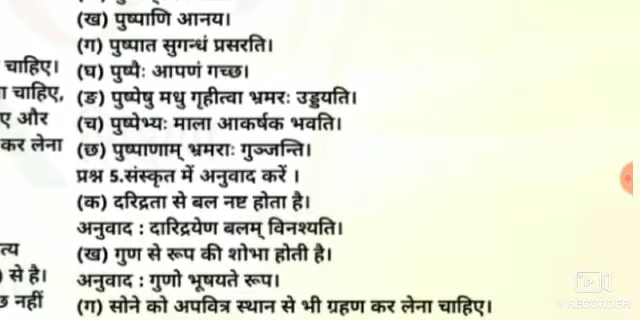 (ख) पुष्पाणि आनय।
(ग) पुष्पात सुगन्धं प्रसरति।
चाहिए। (घ) पुष्पैः आपणं गच्छ।
चाहिए, (ङ) पुष्पेषु मधु गृहीत्वा भ्रमरः उड्डयति।
और (च) पुष्पेभ्यः माला आकर्षक भवति।
कर लेना (छ) पुष्पाणाम् भ्रमराः गुञ्जन्ति।
प्रश्न 5.संस्कृत में अनुवाद करें ।
(क) दरिद्रता से बल नष्ट होता है।
अनुवाद : दारिद्रयेण बलम् विनश्यति।
(ख) गुण से रूप की शोभा होती है।
से है। अनुवाद : गुणो भूषयते रूप।
नहीं (ग) सोने को अपवित्र स्थान से भी ग्रहण कर लेना चाहिए।
RECORDER